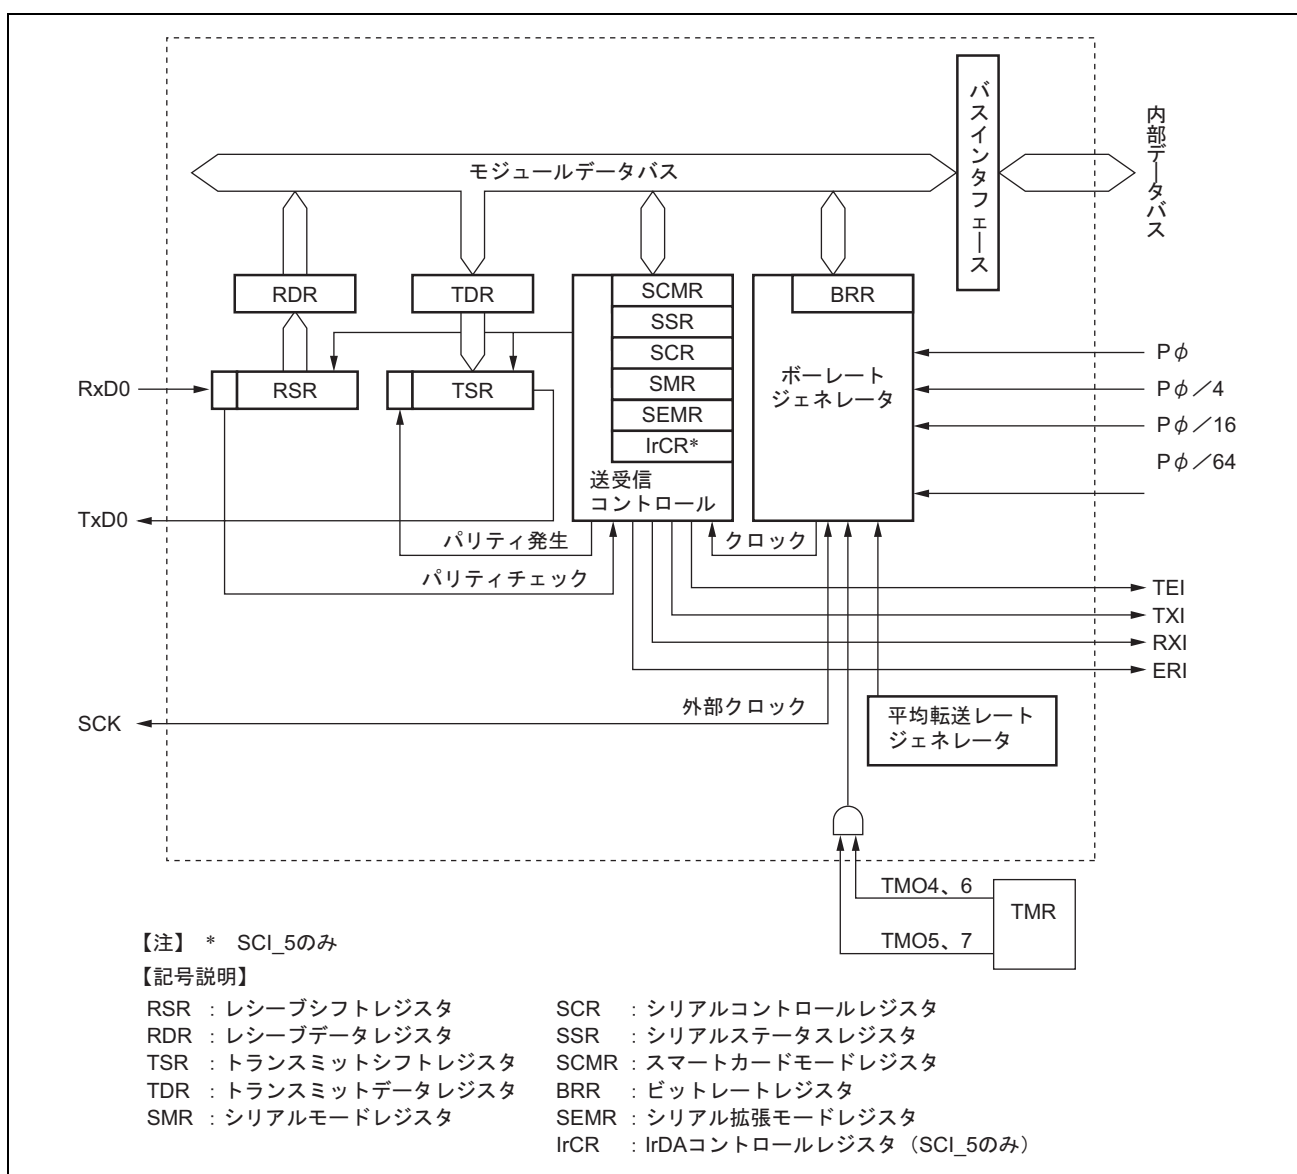 バスインタフェース
内部データバス
モジュールデータバス
RDR
TDR
SCMR
BRR
SSR
SCR
SMR
SEMR
IrCR*
送受信
コントロール
ボーレート
ジェネレータ
RxD0
RSR
TSR
Pφ
Pφ／4
Pφ／16
Pφ／64
TxD0
パリティ発生
クロック
パリティチェック
TEI
TXI
RXI
ERI
SCK
外部クロック
平均転送レート
ジェネレータ
TMO4、6
TMR
TMO5、7
【注】 * SCI_5のみ
【記号説明】
RSR ：レシーブシフトレジスタ
RDR ：レシーブデータレジスタ
TSR ：トランスミットシフトレジスタ
TDR ：トランスミットデータレジスタ
SMR ：シリアルモードレジスタ
SCR ：シリアルコントロールレジスタ
SSR ：シリアルステータスレジスタ
SCMR ：スマートカードモードレジスタ
BRR ：ビットレートレジスタ
SEMR ：シリアル拡張モードレジスタ
IrCR ：IrDAコントロールレジスタ（SCI_5のみ）